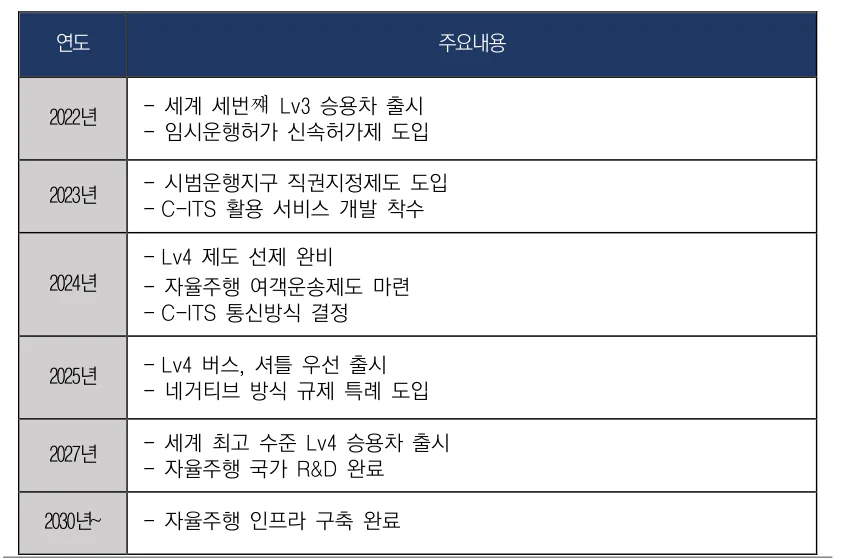 연도 주요내용
2022년
- 세계 세번째 Lv3 승용차 출시
- 임시운행허가 신속허가제 도입
2023년
- 시범운행지구 직권지정제도 도입
- C-ITS 활용 서비스 개발 착수
2024년
- Lv4 제도 선제 완비
- 자율주행 여객운송제도 마련
- C-ITS 통신방식 결정
2025년
- Lv4 버스, 셔틀 우선 출시
- 네거티브 방식 규제 특례 도입
2027년
- 세계 최고 수준 Lv4 승용차 출시
- 자율주행 국가 R&D 완료
2030년~
- 자율주행 인프라 구축 완료